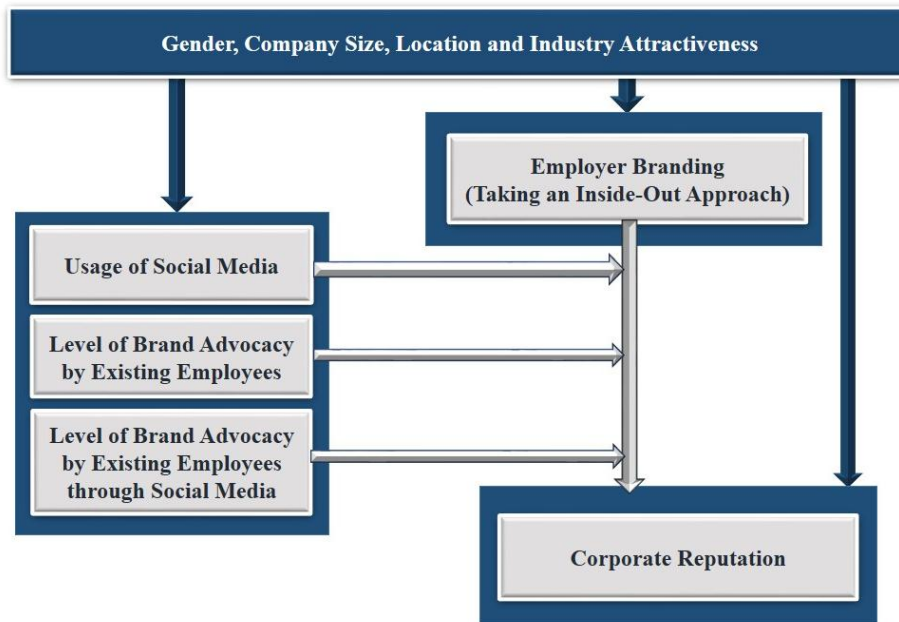 Gender, Company Size, Location and Industry Attractiveness
Employer Branding
(Taking an Inside-Out Approach)
Usage of Social Media
Level of Brand Advocacy
by Existing Employees
Level of Brand Advocacy
by Existing Employees
through Social Media
Corporate Reputation